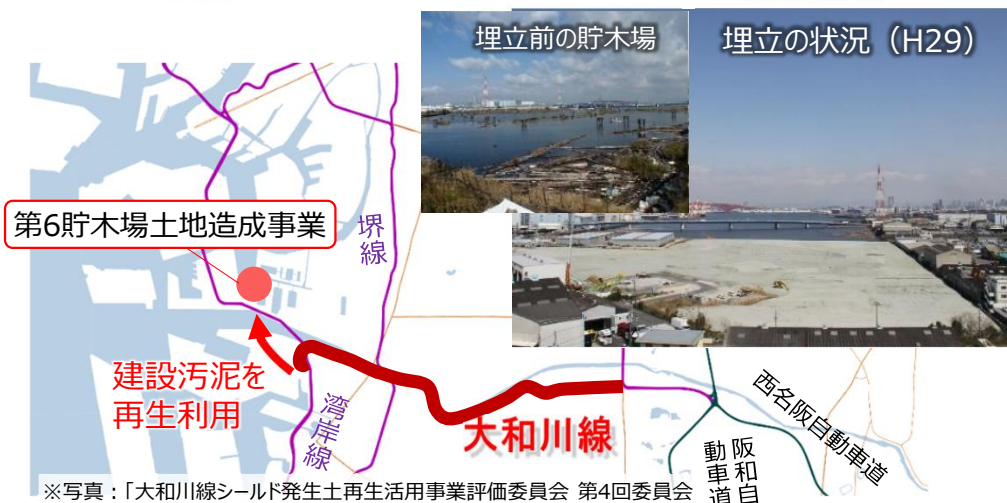 埋立前の貯木場
埋立の状況（H29）
第6貯木場土地造成事業
堺線
建設汚泥を
再生利用
湾岸線
大和川線
西名阪自動車道
阪和自
動車道
※写真：「大和川線シールド発生土再生活用事業評価委員会 第4回委員会